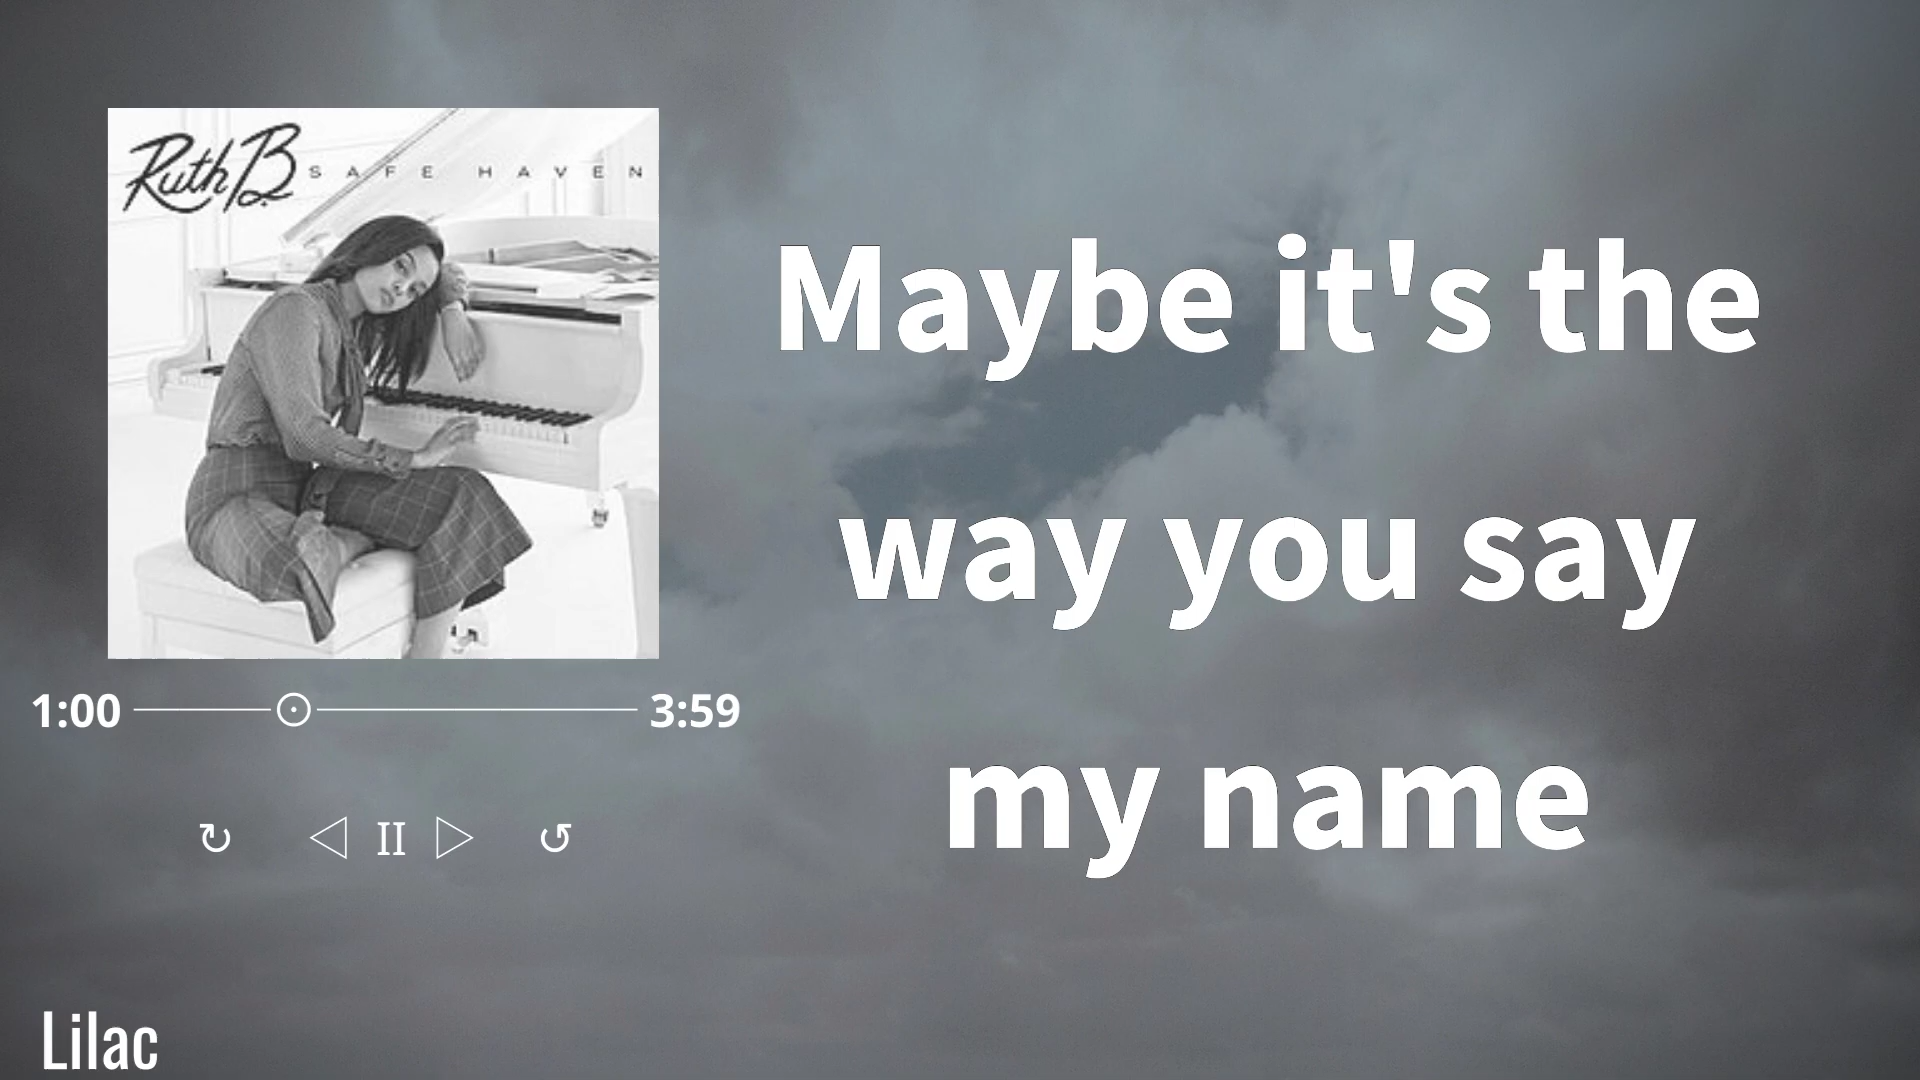 Ruth B.
SAFE HAVEN
Maybe it's the
way you say
my name
1:00
3:59
Lilac